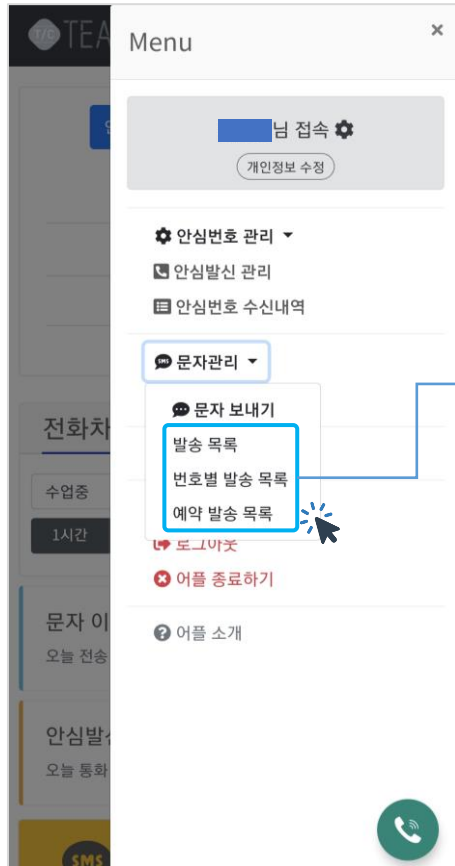 T/C TEA
Menu
×
님 접속
개인정보 수정
안심번호 관리
안심발신 관리
안심번호 수신내역
SMS 문자관리
문자 보내기
발송 목록
번호별 발송 목록
예약 발송 목록
로그아웃
어플 종료하기
어플 소개
전화차
수업중
1시간
문자 이
오늘 전송
안심발
오늘 통화
SMS